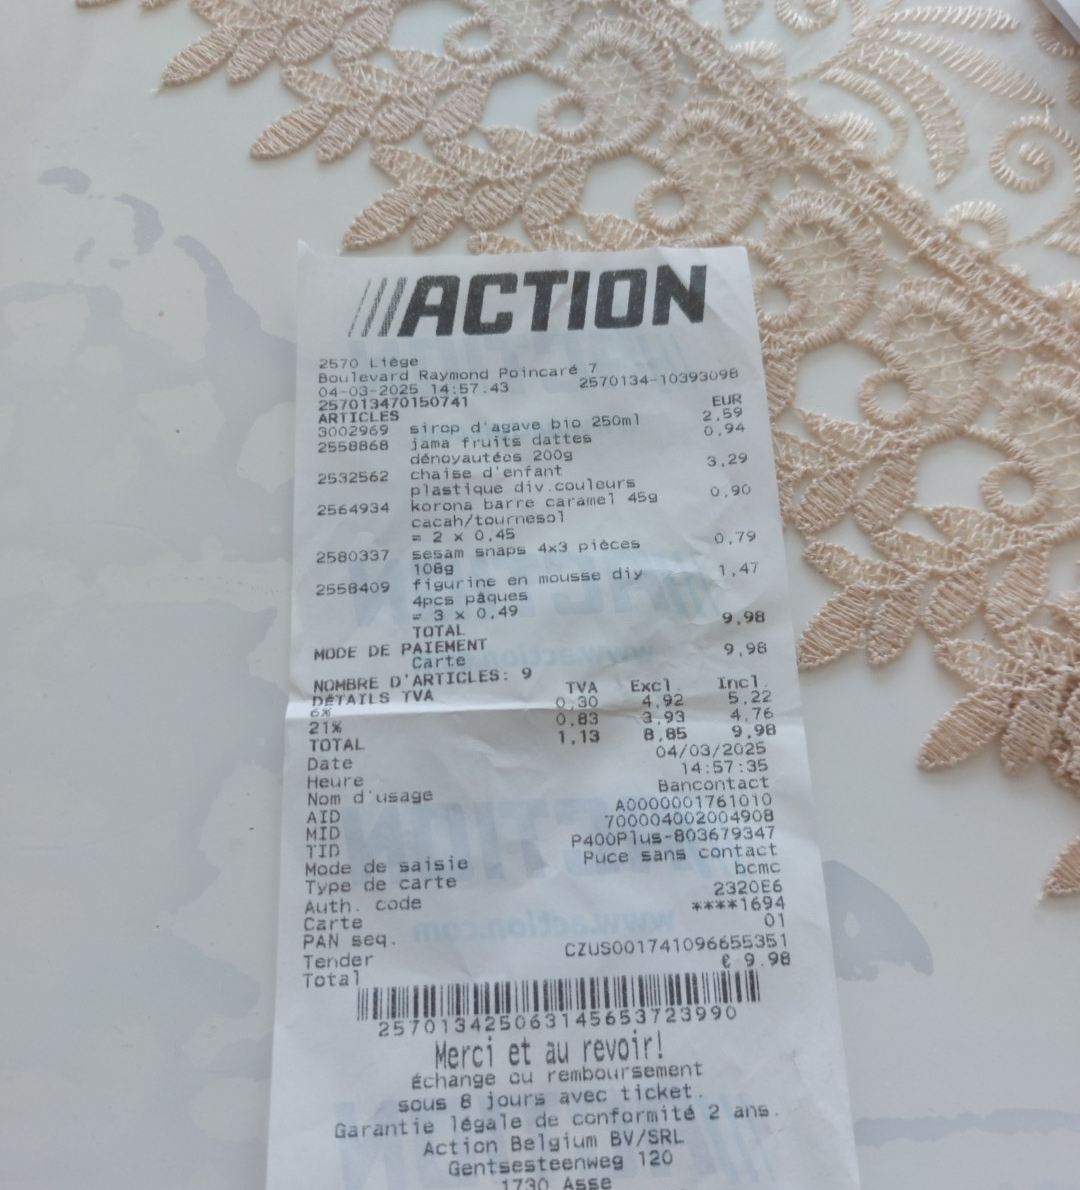 ACTION
2570 Liège
Boulevard Raymond Poincaré 7
04-03-2025 14:57:43 2570134-10393098
257013470150741
ARTICLES EUR
3002969 sirop d'agave bio 250ml 2,59
2558868 jama fruits dattes 0,94
dénoyautées 200g
2532562 chaise d'enfant 3,29
plastique div.couleurs
2564934 korona barre caramel 45g 0,90
cacah/tournesol
= 2 x 0,45
2580337 sesam snaps 4x3 pièces 0,79
108g
2558409 figurine en mousse diy 1,47
4pcs pâques
= 3 x 0,49
TOTAL 9,98
MODE DE PAIEMENT
Carte 9,98
NOMBRE D'ARTICLES: 9
DÉTAILS TVA TVA Excl. Incl.
6% 0,30 4,92 5,22
21% 0,83 3,93 4,76
TOTAL 1,13 8,85 9,98
Date 04/03/2025
Heure 14:57:35
Nom d'usage Bancontact
AID A0000001761010
MID 700004002004908
TID P400Plus-803679347
Mode de saisie Puce sans contact
Type de carte bcmc
Auth. code 2320E6
Carte ****1694
PAN seq. 01
Tender CZUS001741096655351
Total € 9.98
257013425063145653723990
Merci et au revoir!
Échange ou remboursement
sous 8 jours avec ticket.
Garantie légale de conformité 2 ans.
Action Belgium BV/SRL
Gentsesteenweg 120
1730 Asse